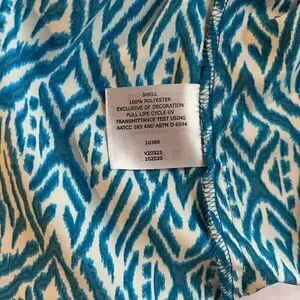 SHELL
100% POLYESTER
EXCLUSIVE OF DECORATION
FULL LIFE CYCLE UV
TRANSMITTANCE TEST USING
AATCC 183 AND ASTM D 6544
10389
V20323
102020